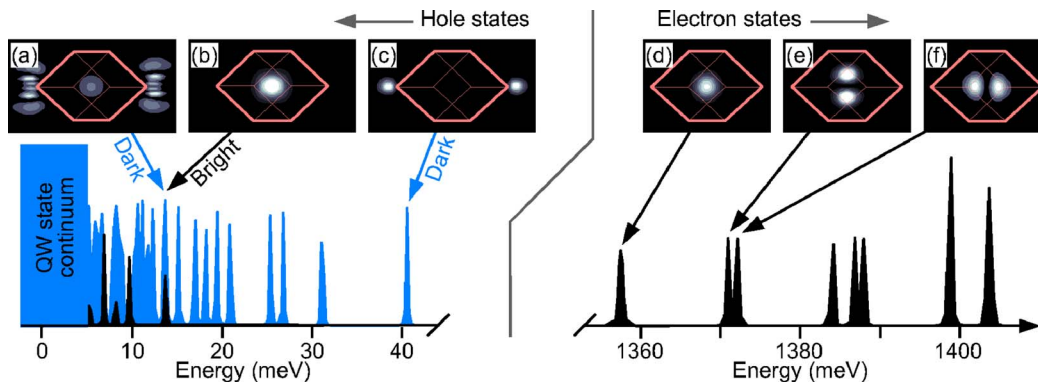 Hole states
Electron states
(a)
(b)
(c)
(d)
(e)
(f)
Dark
Bright
Dark
QW state
continuum
0
10
20
30
40
1360
1380
1400
Energy (meV)
Energy (meV)